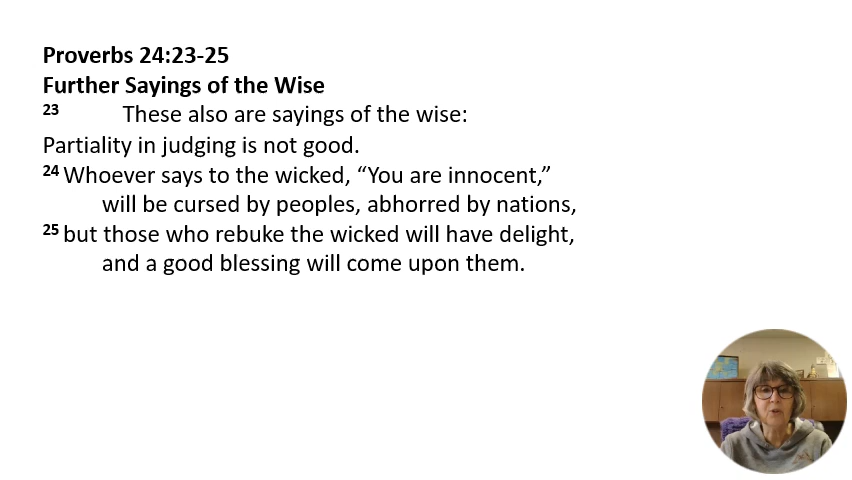 Proverbs 24:23-25
Further Sayings of the Wise
23 These also are sayings of the wise:
Partiality in judging is not good.
24 Whoever says to the wicked, “You are innocent,”
will be cursed by peoples, abhorred by nations,
25 but those who rebuke the wicked will have delight,
and a good blessing will come upon them.